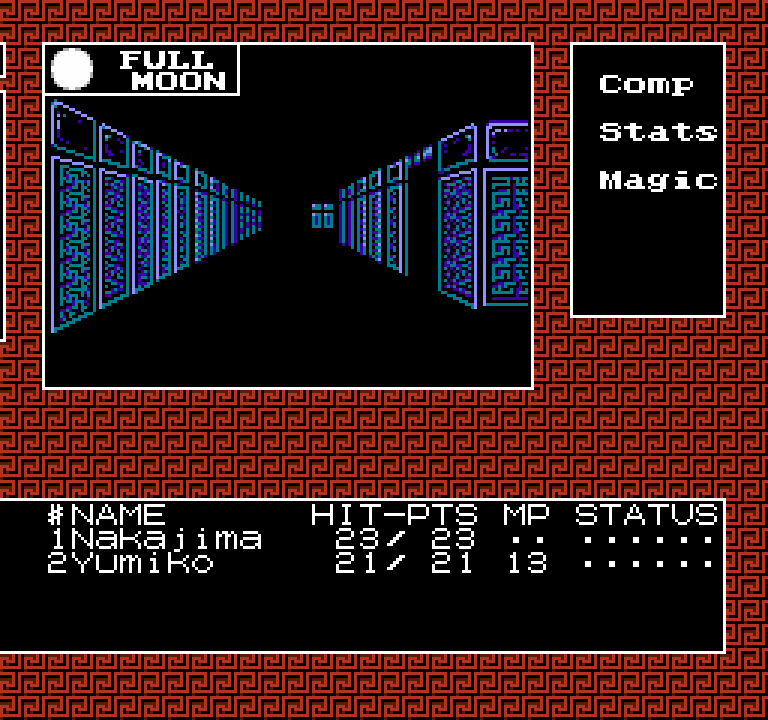 FULL
MOON
Comp
Stats
Magic
#NAME HIT-PTS MP STATUS
1Nakajima 23/ 23 .. ......
2Yumiko 21/ 21 13 ......